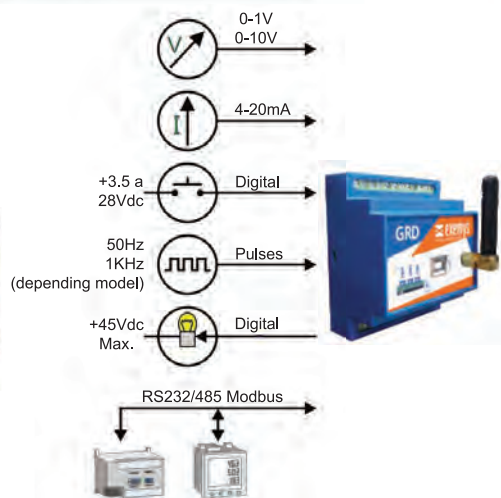 0-1V
0-10V
V
4-20mA
I
+3.5 a
28Vdc
Digital
50Hz
1KHz
(depending model)
Pulses
GRD
exemys
+45Vdc
Max.
Digital
RS232/485 Modbus